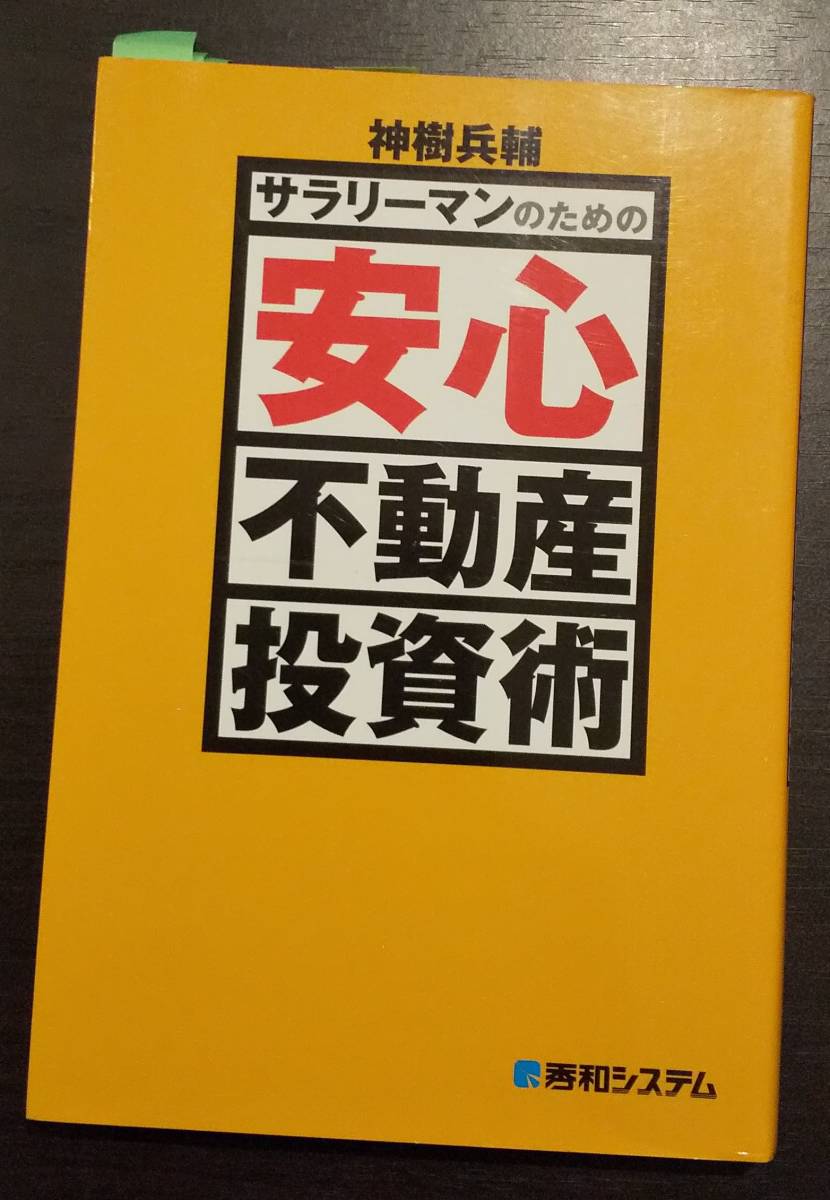 神樹兵輔
サラリーマンのための
安心
不動産
投資術
秀和システム